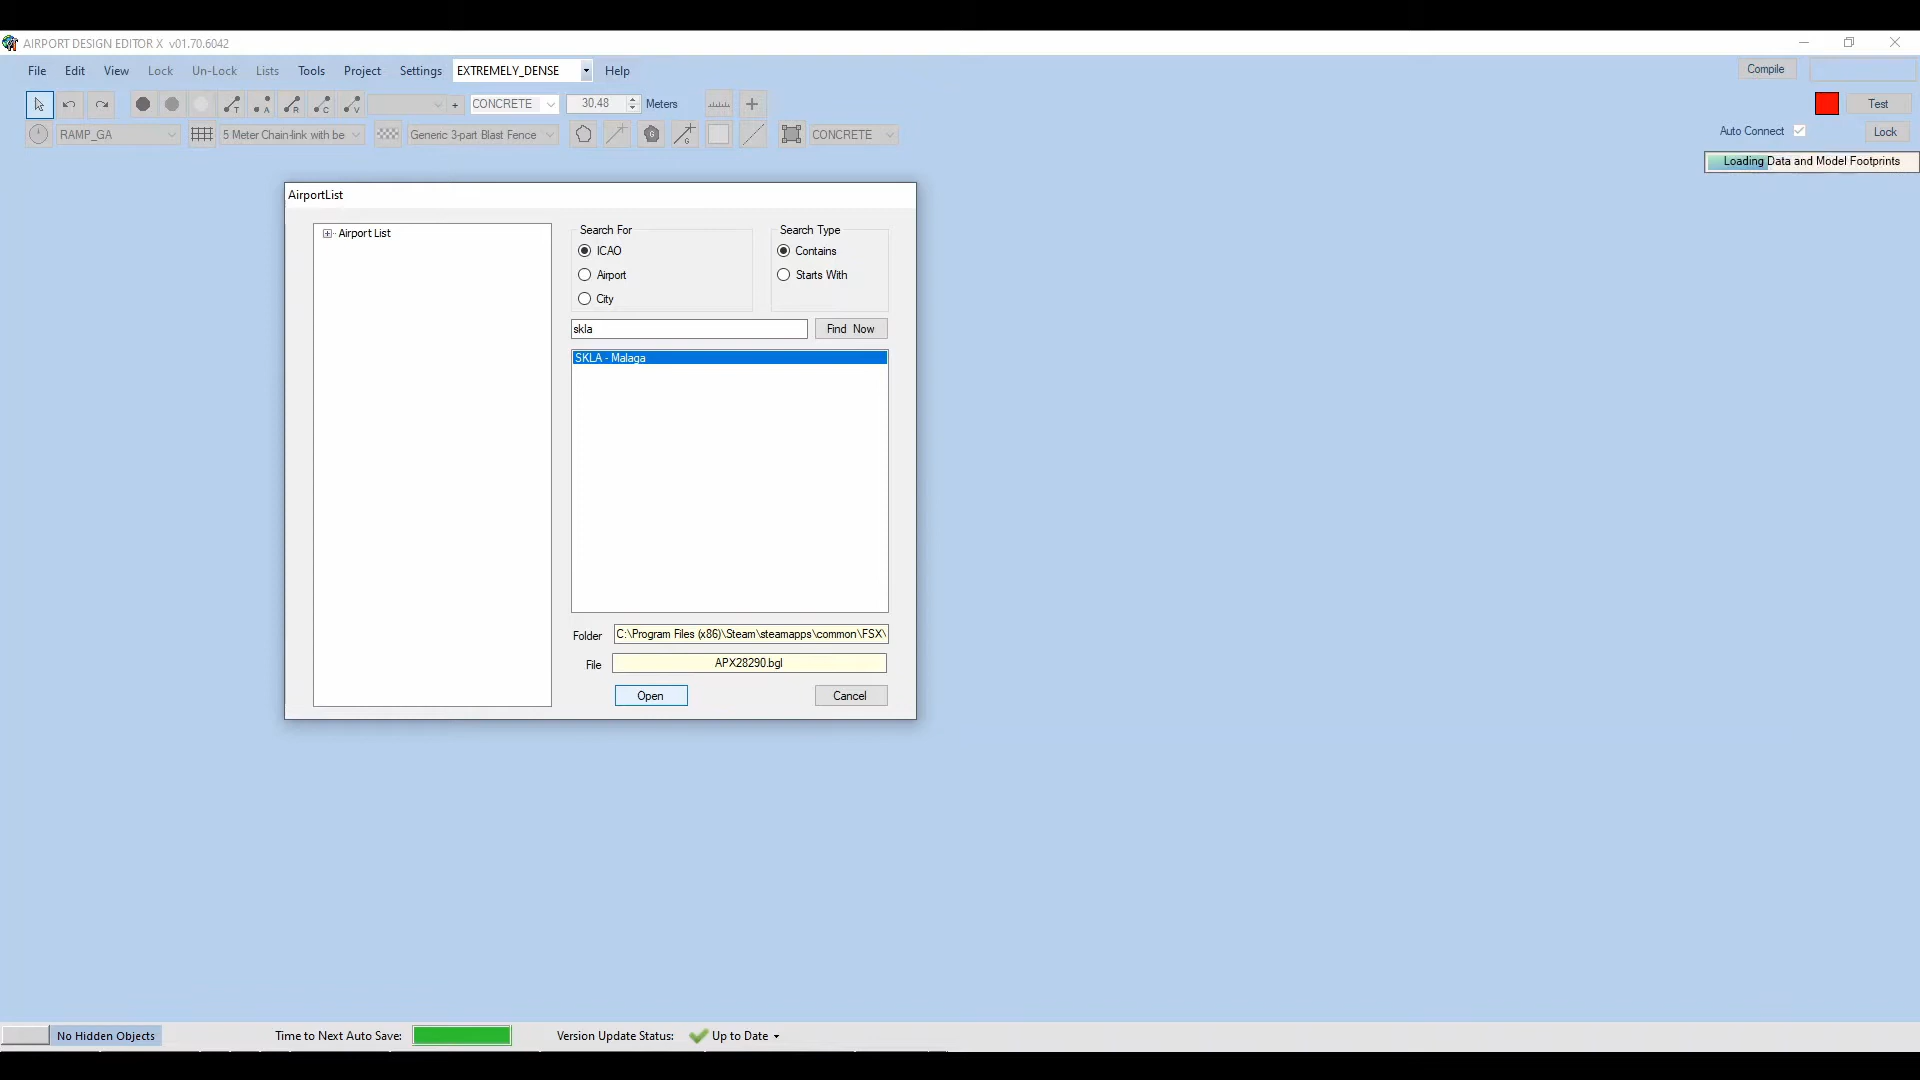 AIRPORT DESIGN EDITOR X v01.70.6042
File Edit View Lock Un-Lock Lists Tools Project Settings EXTREMELY_DENSE Help
Compile
CONCRETE 30,48 Meters
Test
RAMP_GA 5 Meter Chain-link with be Generic 3-part Blast Fence CONCRETE
Auto Connect Lock
Loading Data and Model Footprints
AirportList
Airport List
Search For
ICAO
Airport
City
Search Type
Contains
Starts With
skla
Find Now
SKLA - Malaga
Folder C:\Program Files (x86)\Steam\steamapps\common\FSX\
File APX28290.bgl
Open Cancel
No Hidden Objects Time to Next Auto Save: Version Update Status: Up to Date